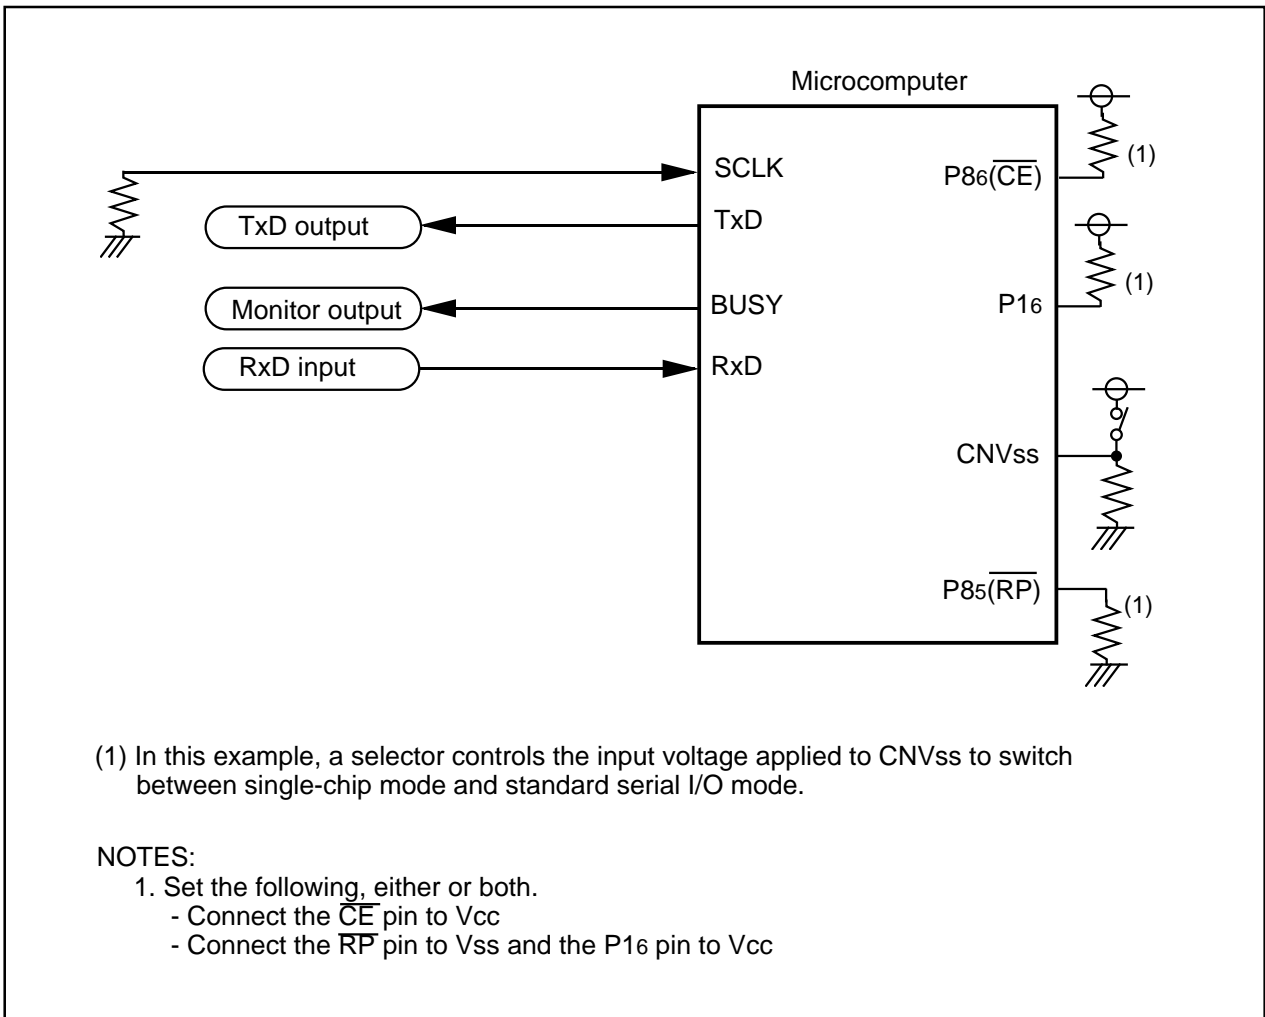 Microcomputer
SCLK
P86(CE)
(1)
TxD output
TxD
Monitor output
BUSY
P16
(1)
RxD input
RxD
CNVss
P85(RP)
(1)
(1) In this example, a selector controls the input voltage applied to CNVss to switch
between single-chip mode and standard serial I/O mode.
NOTES:
1. Set the following, either or both.
- Connect the CE pin to Vcc
- Connect the RP pin to Vss and the P16 pin to Vcc